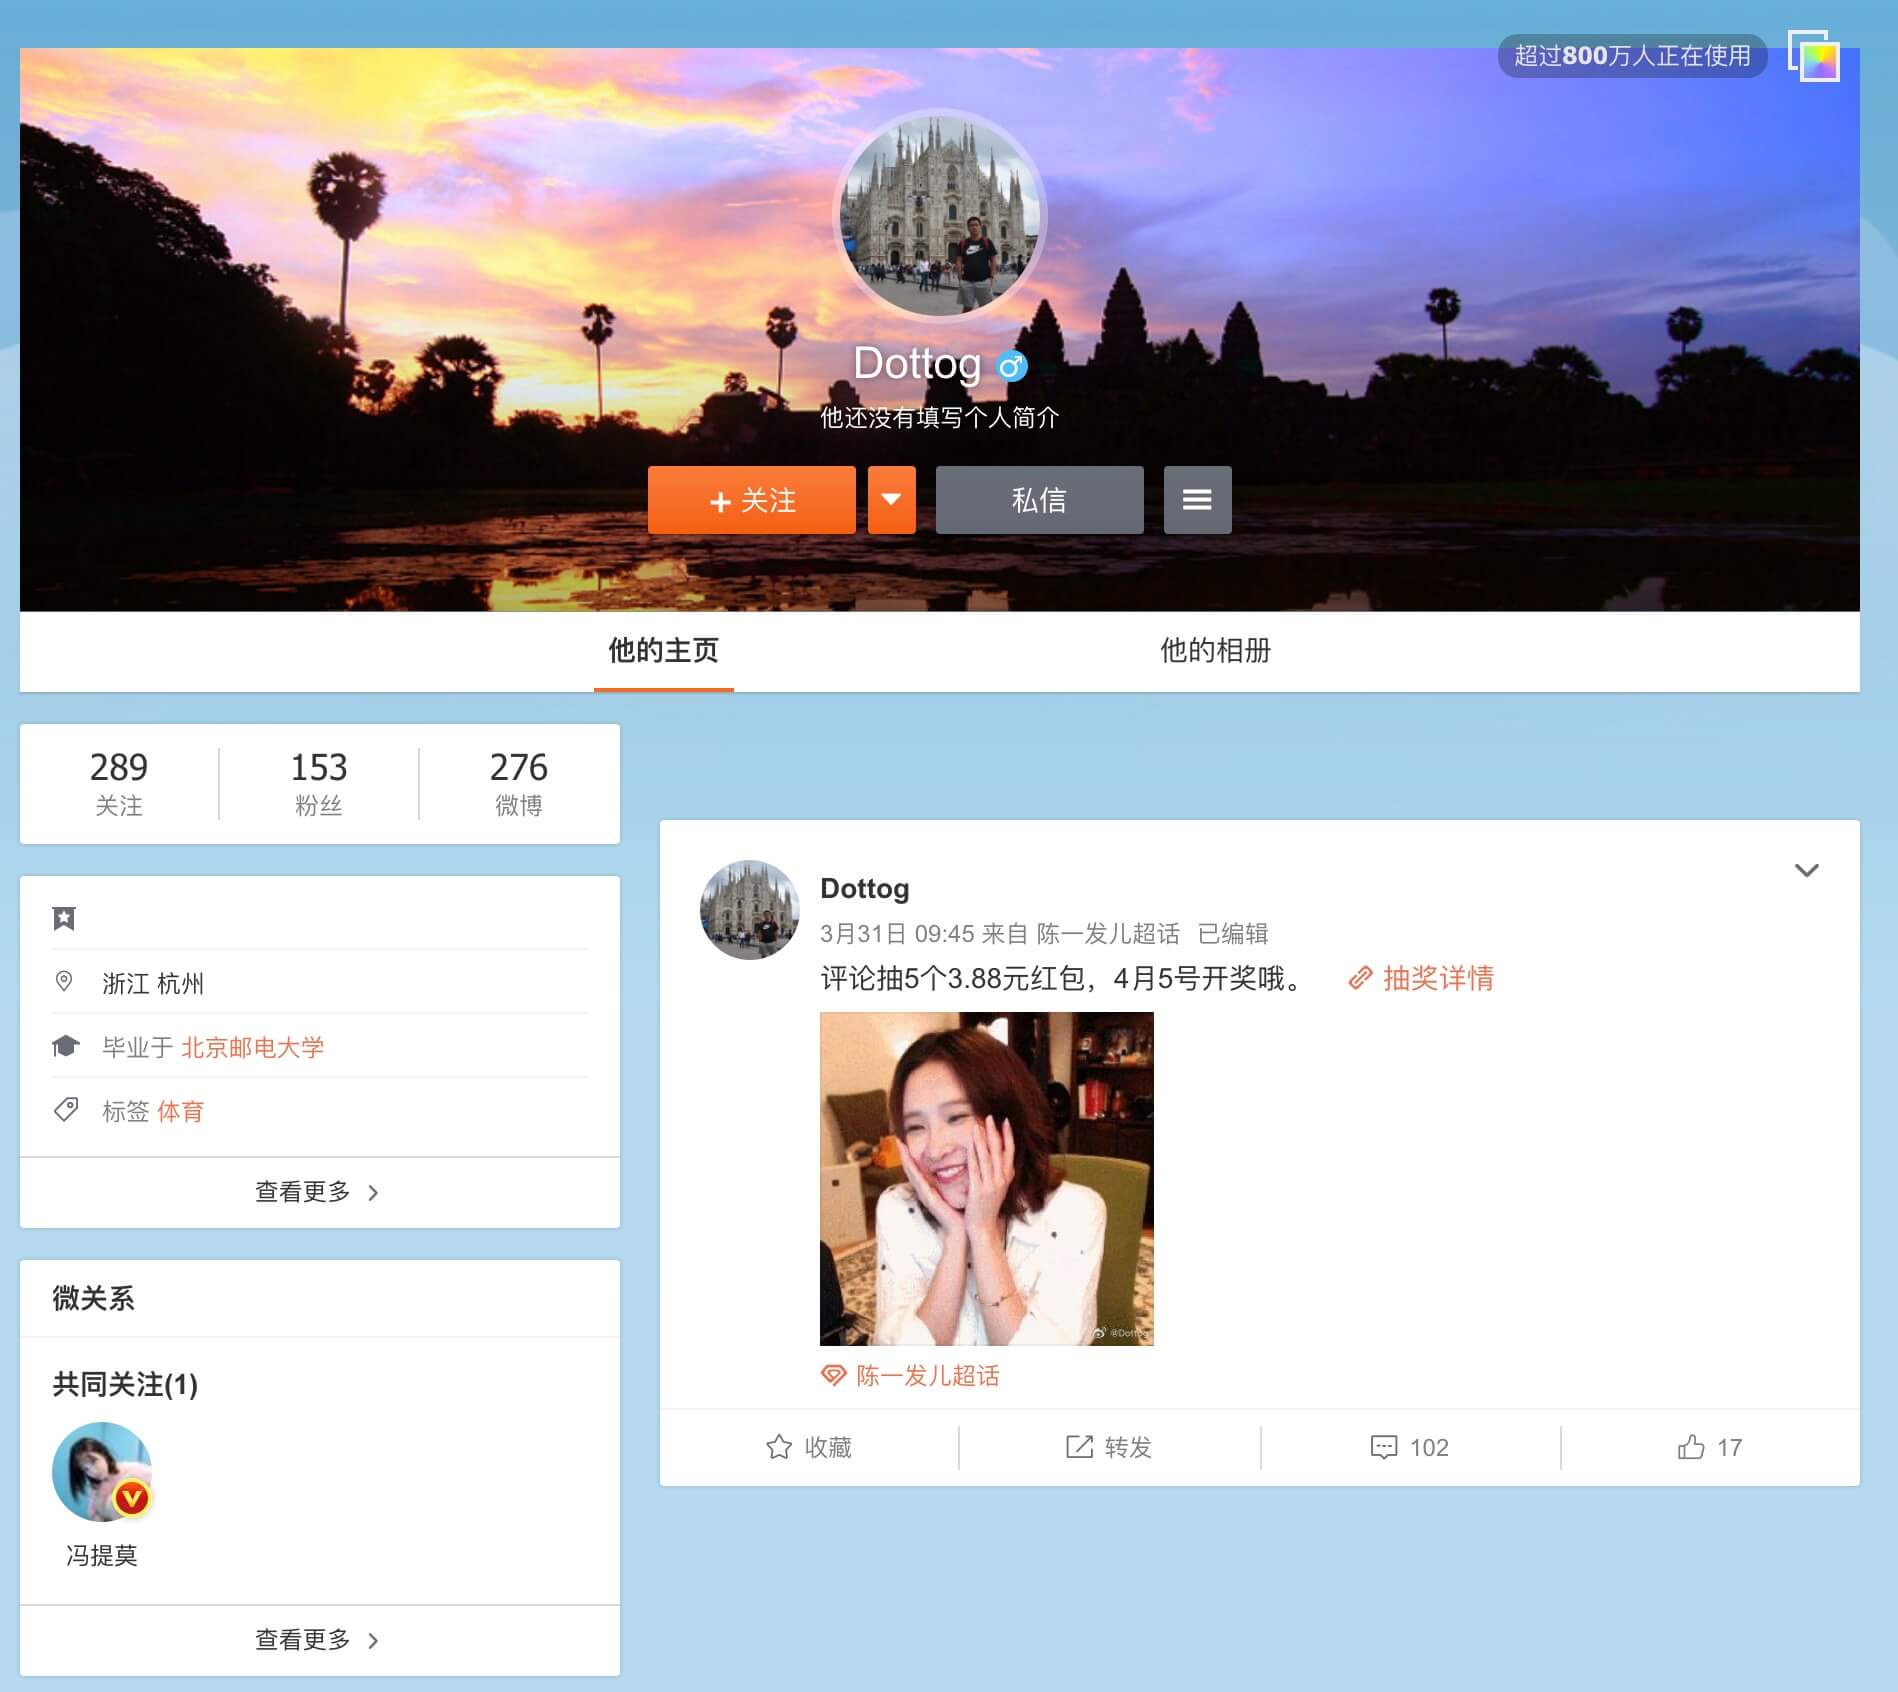 超过800万人正在使用
Dottog
他还没有填写个人简介
+ 关注
私信
他的主页
他的相册
289
关注
153
粉丝
276
微博
浙江 杭州
毕业于 北京邮电大学
标签 体育
查看更多
微关系
共同关注(1)
冯提莫
查看更多
Dottog
3月31日 09:45 来自 陈一发儿超话 已编辑
评论抽5个3.88元红包，4月5号开奖哦。 抽奖详情
@Dottog
陈一发儿超话
收藏
转发
102
17